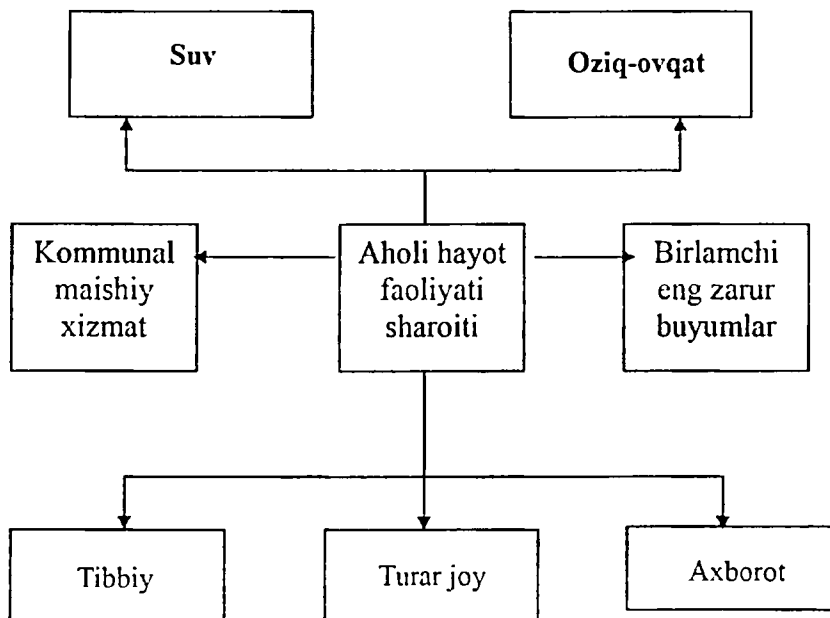 Suv
Oziq-ovqat
Kommunal
maishiy
xizmat
Aholi hayot
faoliyati
sharoiti
Birlamchi
eng zarur
buyumlar
Tibbiy
Turar joy
Axborot